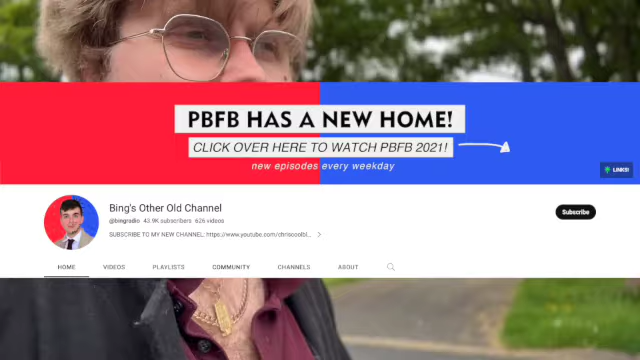 PBFB HAS A NEW HOME!
CLICK OVER HERE TO WATCH PBFB 2021!
new episodes every weekday
LINKS!
Bing's Other Old Channel
@bingradio 43.9K subscribers 626 videos
Subscribe
SUBSCRIBE TO MY NEW CHANNEL: https://www.youtube.com/chriscoolbl...
HOME VIDEOS PLAYLISTS COMMUNITY CHANNELS ABOUT